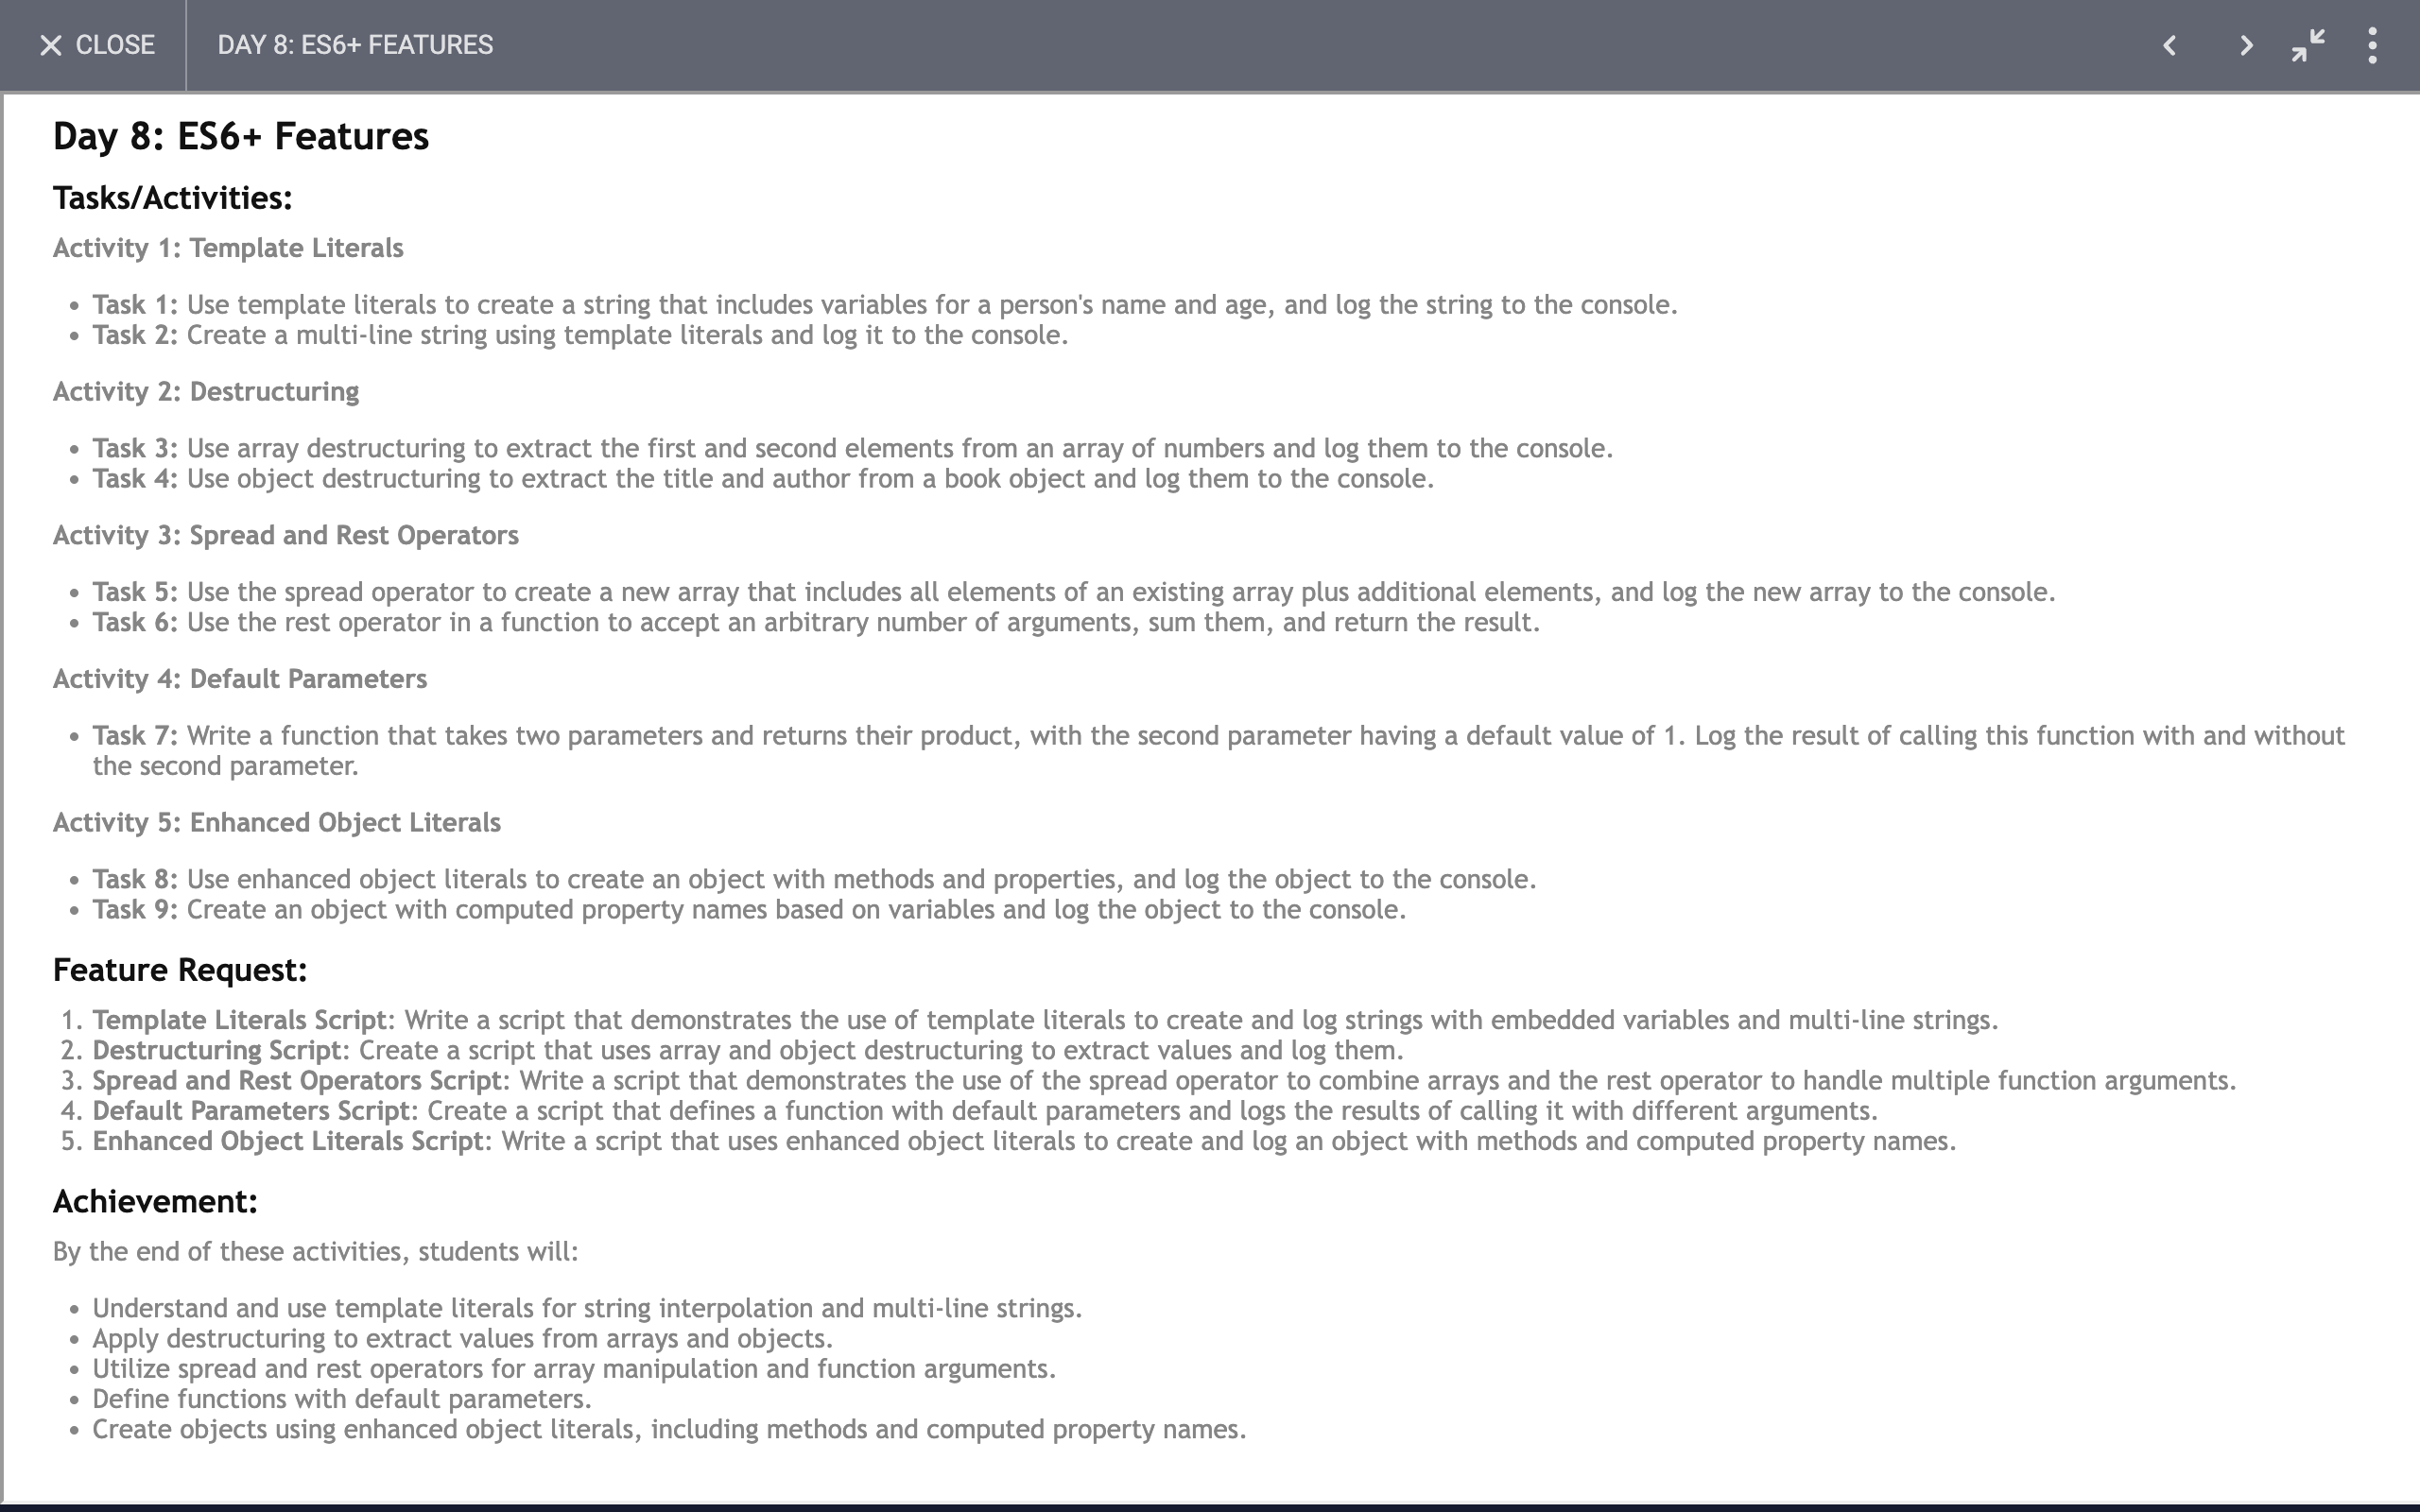 CLOSE
DAY 8: ES6+ FEATURES
Day 8: ES6+ Features
Tasks/Activities:
Activity 1: Template Literals
• Task 1: Use template literals to create a string that includes variables for a person's name and age, and log the string to the console.
• Task 2: Create a multi-line string using template literals and log it to the console.
Activity 2: Destructuring
• Task 3: Use array destructuring to extract the first and second elements from an array of numbers and log them to the console.
• Task 4: Use object destructuring to extract the title and author from a book object and log them to the console.
Activity 3: Spread and Rest Operators
• Task 5: Use the spread operator to create a new array that includes all elements of an existing array plus additional elements, and log the new array to the console.
• Task 6: Use the rest operator in a function to accept an arbitrary number of arguments, sum them, and return the result.
Activity 4: Default Parameters
• Task 7: Write a function that takes two parameters and returns their product, with the second parameter having a default value of 1. Log the result of calling this function with and without
the second parameter.
Activity 5: Enhanced Object Literals
• Task 8: Use enhanced object literals to create an object with methods and properties, and log the object to the console.
• Task 9: Create an object with computed property names based on variables and log the object to the console.
Feature Request:
1. Template Literals Script: Write a script that demonstrates the use of template literals to create and log strings with embedded variables and multi-line strings.
2. Destructuring Script: Create a script that uses array and object destructuring to extract values and log them.
3. Spread and Rest Operators Script: Write a script that demonstrates the use of the spread operator to combine arrays and the rest operator to handle multiple function arguments.
4. Default Parameters Script: Create a script that defines a function with default parameters and logs the results of calling it with different arguments.
5. Enhanced Object Literals Script: Write a script that uses enhanced object literals to create and log an object with methods and computed property names.
Achievement:
By the end of these activities, students will:
• Understand and use template literals for string interpolation and multi-line strings.
• Apply destructuring to extract values from arrays and objects.
• Utilize spread and rest operators for array manipulation and function arguments.
• Define functions with default parameters.
• Create objects using enhanced object literals, including methods and computed property names.